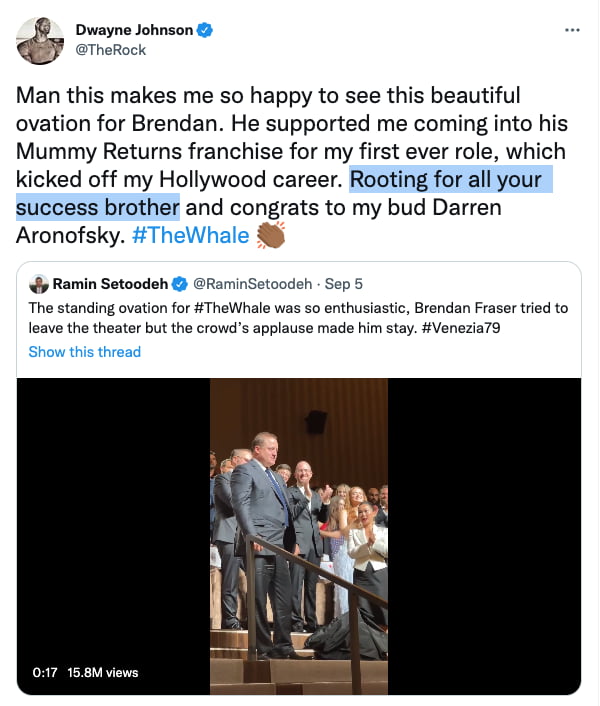 Dwayne Johnson
@TheRock
Man this makes me so happy to see this beautiful
ovation for Brendan. He supported me coming into his
Mummy Returns franchise for my first ever role, which
kicked off my Hollywood career. Rooting for all your
success brother and congrats to my bud Darren
Aronofsky. #TheWhale 👏🏾
Ramin Setoodeh @RaminSetoodeh · Sep 5
The standing ovation for #TheWhale was so enthusiastic, Brendan Fraser tried to
leave the theater but the crowd’s applause made him stay. #Venezia79
Show this thread
0:17 15.8M views